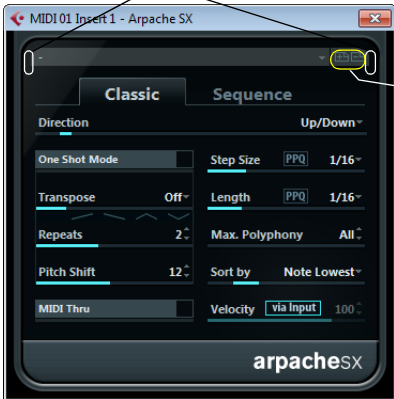 MIDI 01 Insert 1 - Arpache SX
-
Classic Sequence
Direction Up/Down
One Shot Mode Step Size PPQ 1/16
Transpose Off Length PPQ 1/16
Repeats 2 Max. Polyphony All
Pitch Shift 12 Sort by Note Lowest
MIDI Thru Velocity via Input 100
arpacheSX